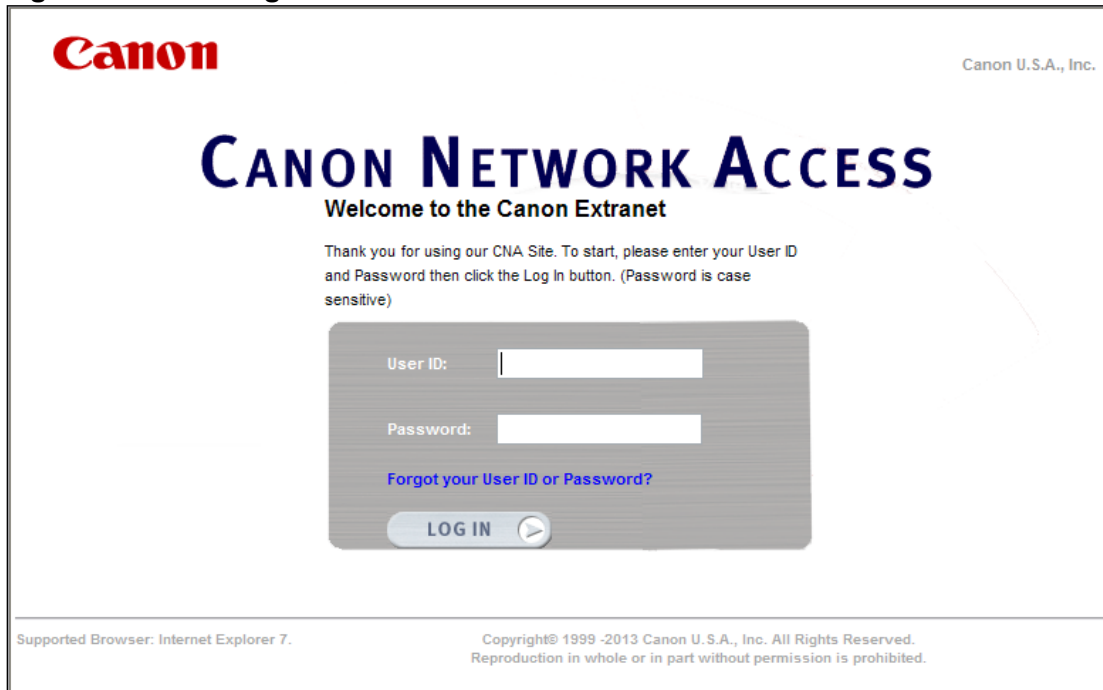 Canon
Canon U.S.A., Inc.
CANON NETWORK ACCESS
Welcome to the Canon Extranet
Thank you for using our CNA Site. To start, please enter your User ID
and Password then click the Log In button. (Password is case
sensitive)
User ID:
Password:
Forgot your User ID or Password?
LOG IN
Supported Browser: Internet Explorer 7.
Copyright© 1999 -2013 Canon U.S.A., Inc. All Rights Reserved.
Reproduction in whole or in part without permission is prohibited.